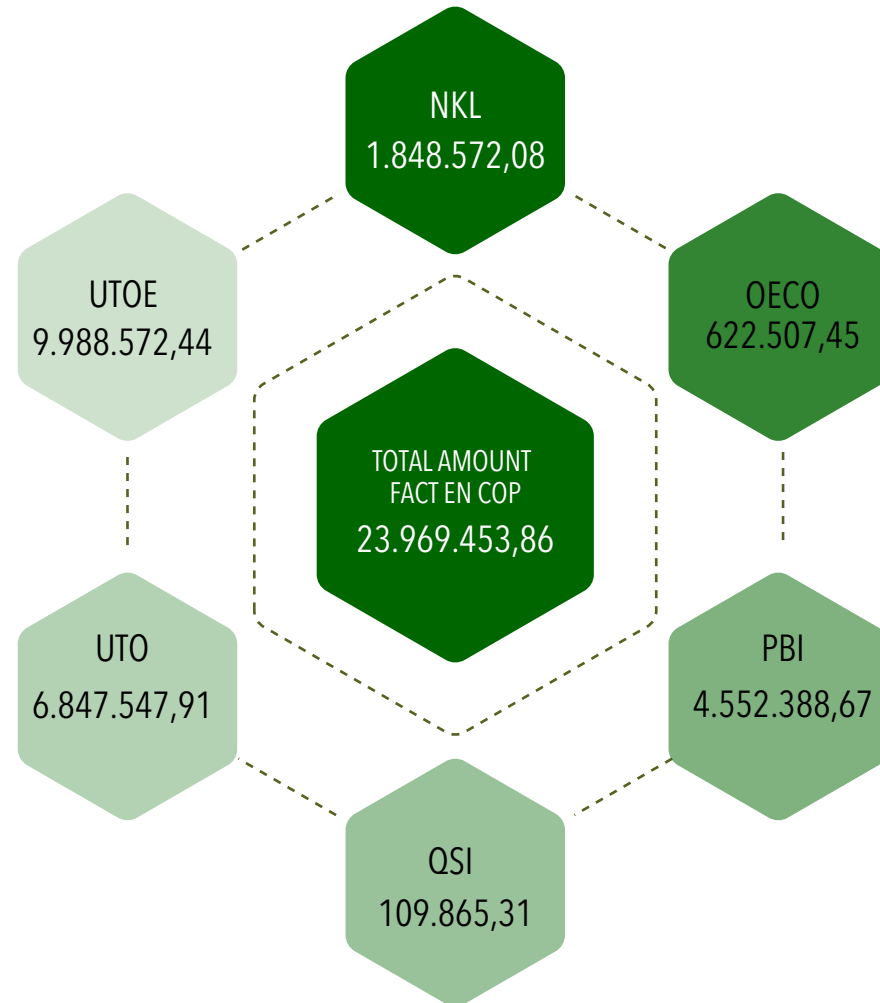 NKL
1.848.572,08
UTOE
9.988.572,44
OECO
622.507,45
TOTAL AMOUNT
FACT EN COP
23.969.453,86
UTO
6.847.547,91
PBI
4.552.388,67
QSI
109.865,31